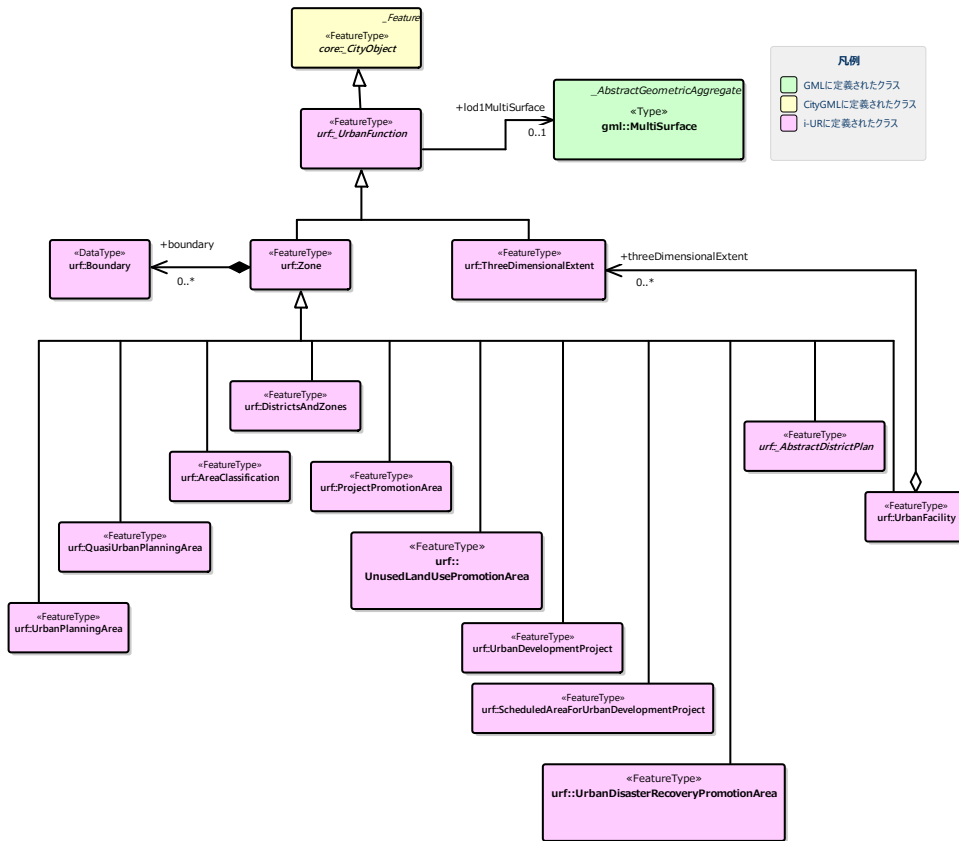 _Feature
«FeatureType»
core::_CityObject
«FeatureType»
urf::_UrbanFunction
+lod1MultiSurface
0..1
_AbstractGeometricAggregate
«Type»
gml::MultiSurface
凡例
GMLに定義されたクラス
CityGMLに定義されたクラス
i-URに定義されたクラス
«DataType»
urf::Boundary
+boundary
0..*
«FeatureType»
urf::Zone
«FeatureType»
urf::ThreeDimensionalExtent
+threeDimensionalExtent
0..*
«FeatureType»
urf::DistrictsAndZones
«FeatureType»
urf::_AbstractDistrictPlan
«FeatureType»
urf::AreaClassification
«FeatureType»
urf::ProjectPromotionArea
«FeatureType»
urf::UrbanFacility
«FeatureType»
urf::QuasiUrbanPlanningArea
«FeatureType»
urf::
UnusedLandUsePromotionArea
«FeatureType»
urf::UrbanPlanningArea
«FeatureType»
urf::UrbanDevelopmentProject
«FeatureType»
urf::ScheduledAreaForUrbanDevelopmentProject
«FeatureType»
urf::UrbanDisasterRecoveryPromotionArea